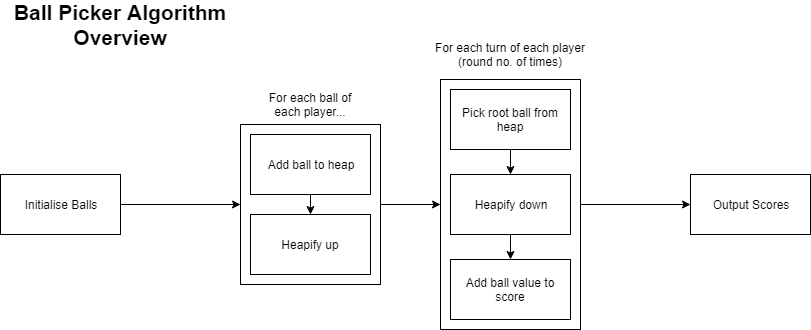 Ball Picker Algorithm
Overview
Initialise Balls
For each ball of
each player...
Add ball to heap
Heapify up
For each turn of each player
(round no. of times)
Pick root ball from
heap
Heapify down
Add ball value to
score
Output Scores